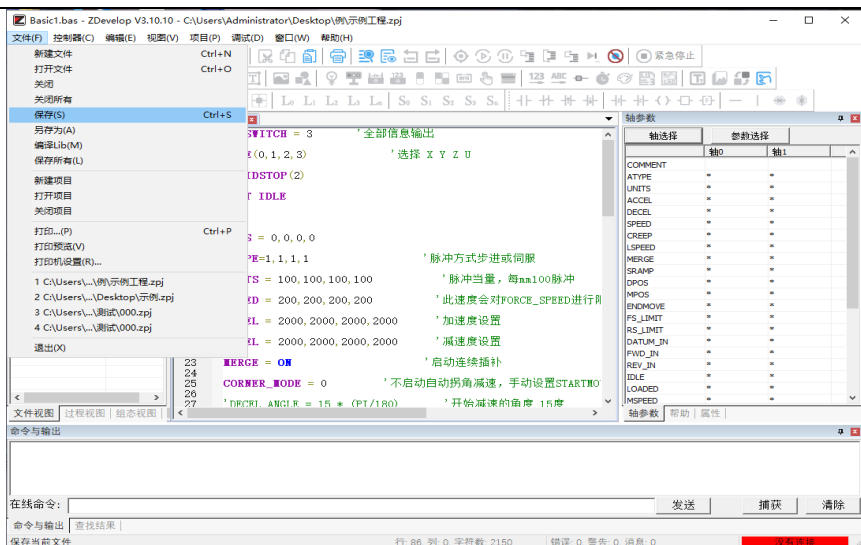 Basic1.bas - ZDevelop V3.10.10 - C:\Users\Administrator\Desktop\例\示例工程.zpj
文件(F) 控制器(C) 编辑(E) 视图(V) 项目(P) 调试(D) 窗口(W) 帮助(H)
新建文件 Ctrl+N
打开文件 Ctrl+O
关闭
关闭所有
保存(S) Ctrl+S
另存为(A)
编译Lib(M)
保存所有(L)
新建项目
打开项目
关闭项目
打印...(P) Ctrl+P
打印预览(V)
打印机设置(R)...
1 C:\Users\...\例\示例工程.zpj
2 C:\Users\...\Desktop\示例.zpj
3 C:\Users\...\测试\000.zpj
4 C:\Users\...\测试\000.zpj
退出(X)
紧急停止
123 ABC
SWITCH = 3 '全部信息输出
(0,1,2,3) '选择 X Y Z U
IDSTOP(2)
T IDLE
S = 0,0,0,0
PE=1,1,1,1 '脉冲方式步进或伺服
TS = 100,100,100,100 '脉冲当量，每mm100脉冲
ED = 200,200,200,200 '此速度会对FORCE_SPEED进行限
EL = 2000,2000,2000,2000 '加速度设置
EL = 2000,2000,2000,2000 '减速度设置
23 MERGE = ON '启动连续插补
24
25 CORNER_MODE = 0 '不启动自动拐角减速，手动设置STARTMO
26
27 'DECEL_ANGLE = 15 * (PI/180) '开始减速的角度 15度
轴参数
轴选择 参数选择
轴0 轴1
COMMENT
ATYPE * *
UNITS * *
ACCEL * *
DECEL * *
SPEED * *
CREEP * *
LSPEED * *
MERGE * *
SRAMP * *
DPOS * *
MPOS * *
ENDMOVE * *
FS_LIMIT * *
RS_LIMIT * *
DATUM_IN * *
FWD_IN * *
REV_IN * *
IDLE * *
LOADED * *
MSPEED * *
文件视图 过程视图 组态视图
轴参数 帮助 属性
命令与输出
在线命令: 发送 捕获 清除
命令与输出 查找结果
保存当前文件 行: 86 列: 0 字符数: 2150 错误: 0 警告: 0 消息: 0 没有连接